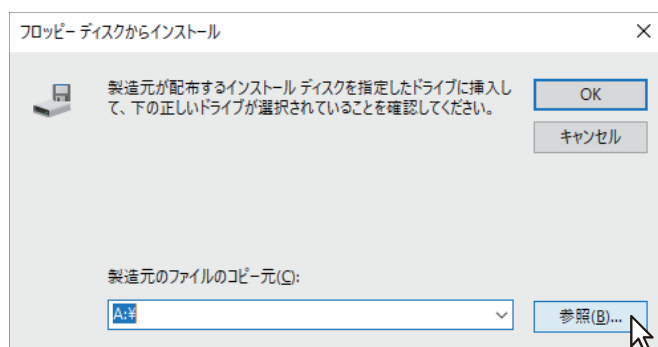 フロッピー ディスクからインストール
製造元が配布するインストール ディスクを指定したドライブに挿入し
て、下の正しいドライブが選択されていることを確認してください。
OK
キャンセル
製造元のファイルのコピー元(C):
A:¥
参照(B)...